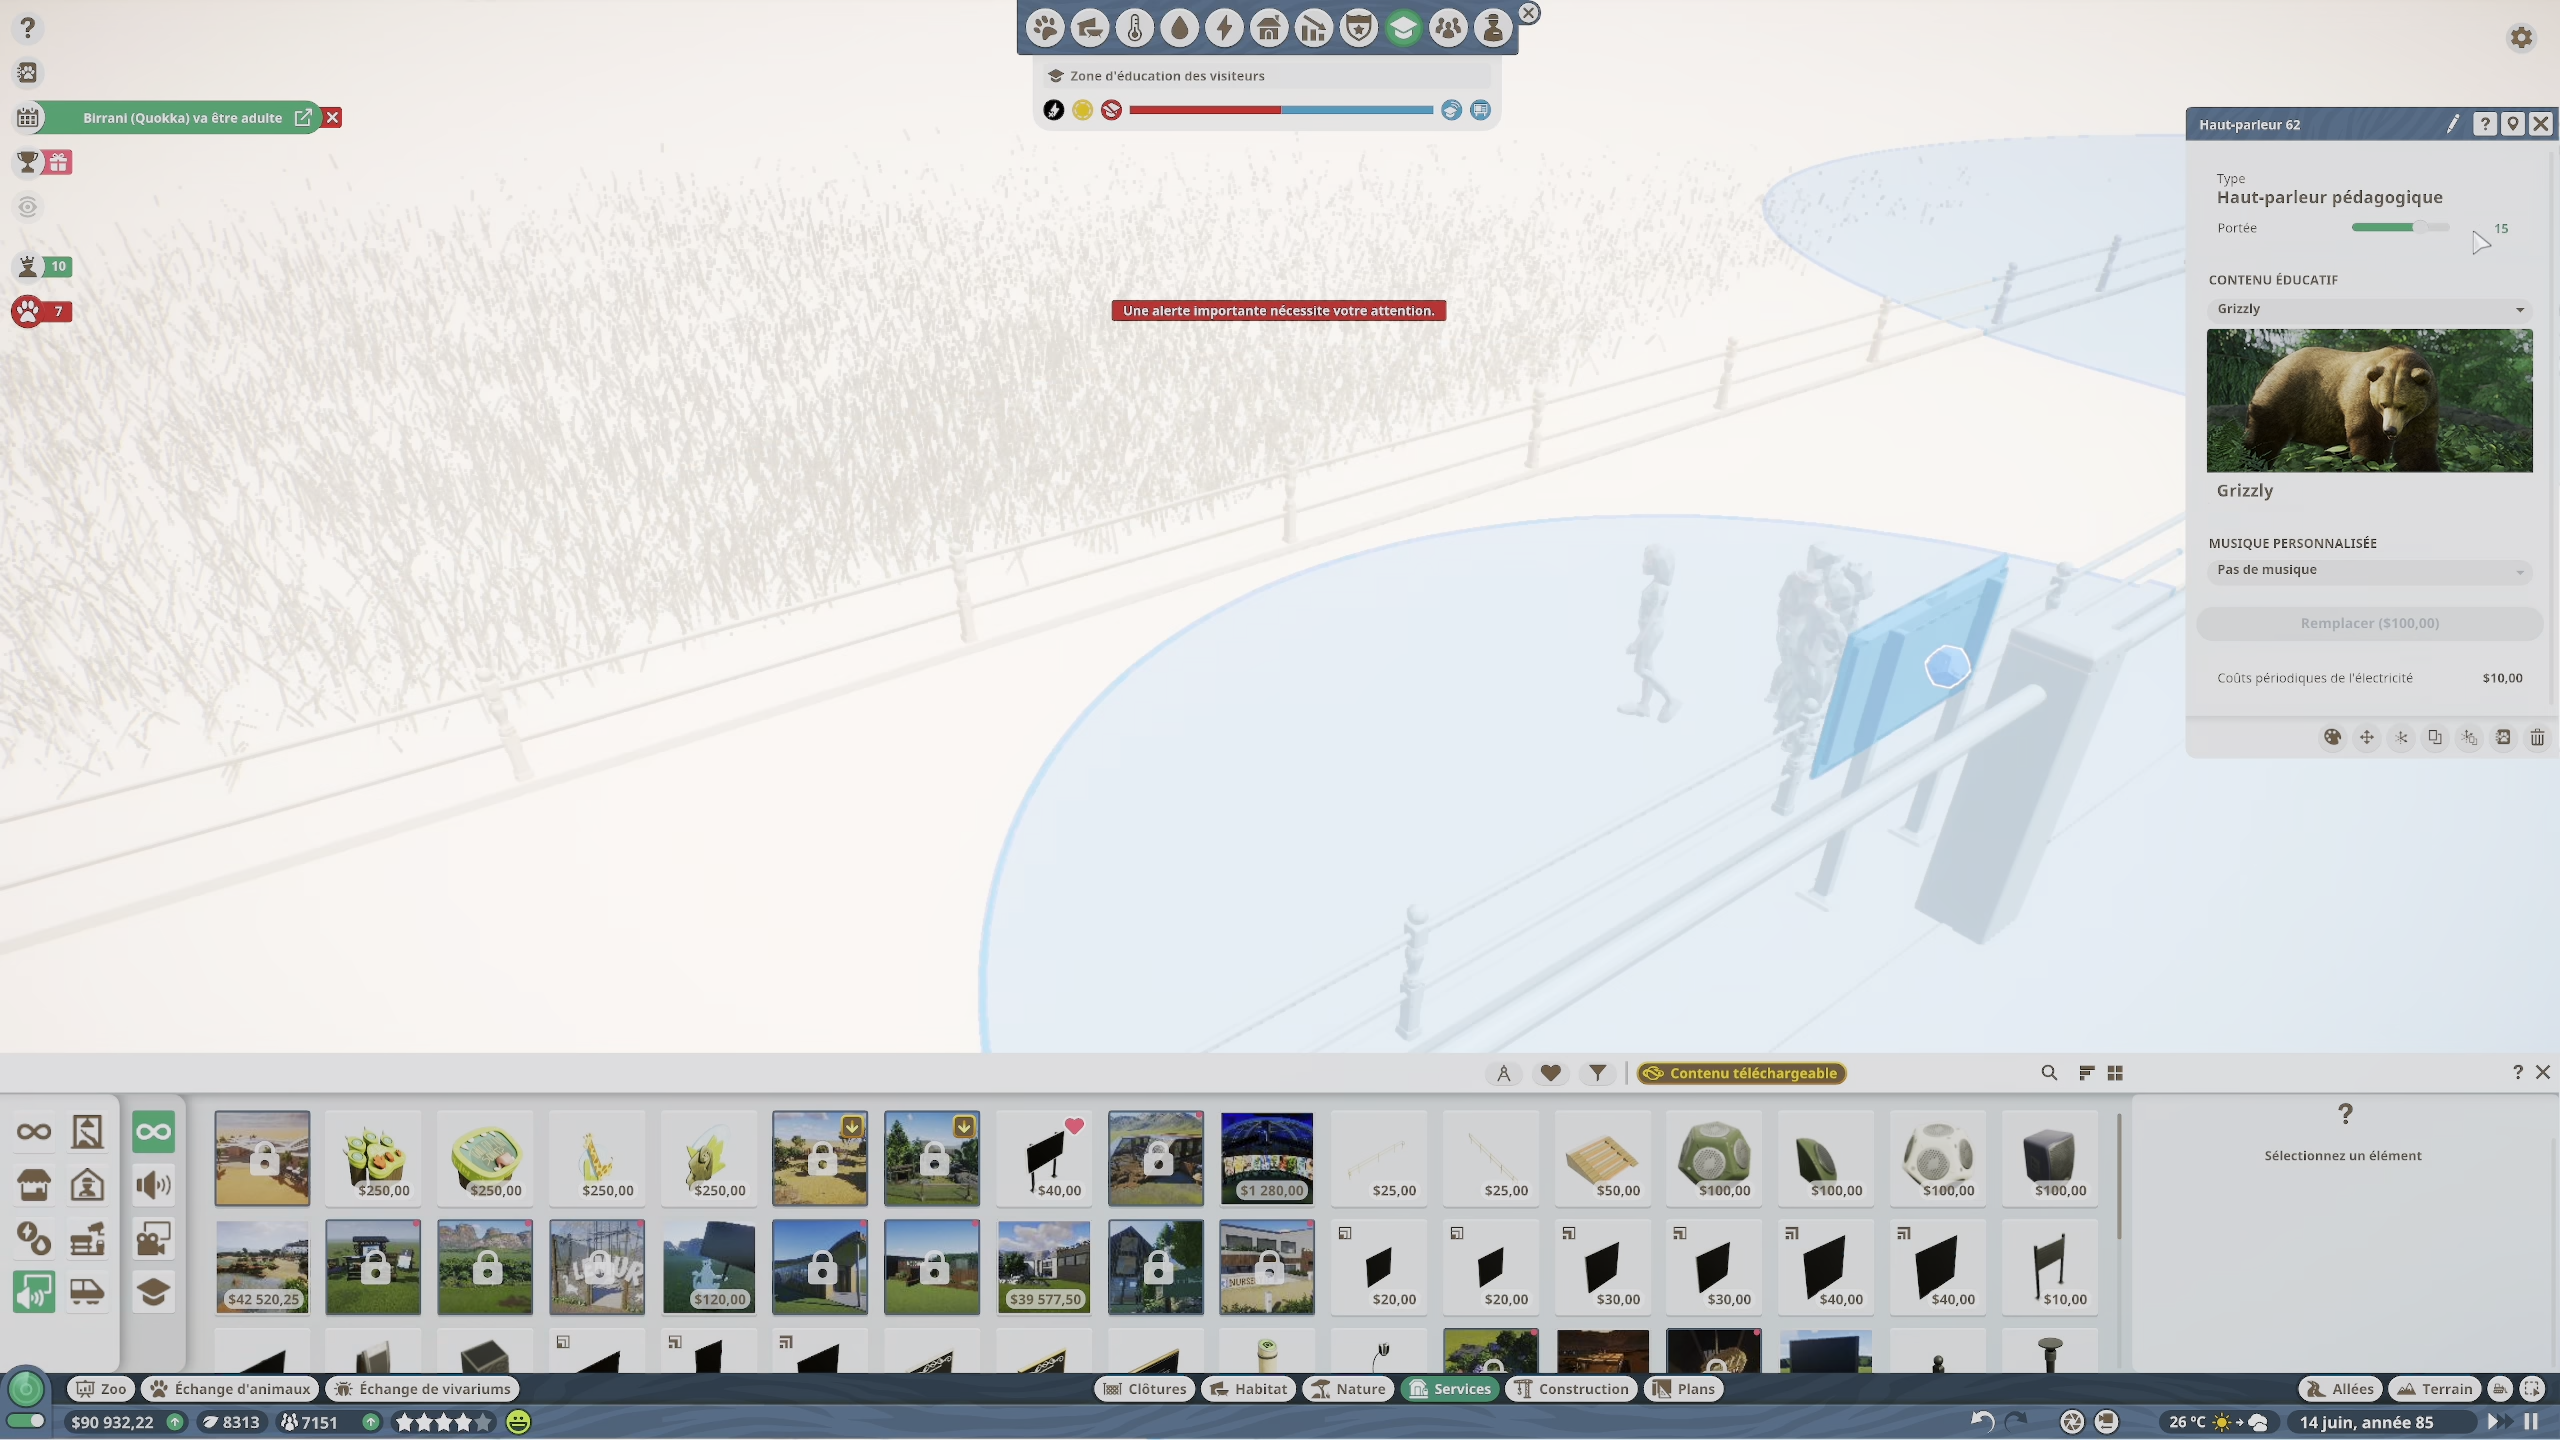 ?
Zone d'éducation des visiteurs
Birrani (Quokka) va être adulte
10
7
Une alerte importante nécessite votre attention.
Haut-parleur 62
?
Type
Haut-parleur pédagogique
Portée
15
CONTENU ÉDUCATIF
Grizzly
Grizzly
MUSIQUE PERSONNALISÉE
Pas de musique
Remplacer ($100,00)
Coûts périodiques de l'électricité
$10,00
Contenu téléchargeable
?
?
Sélectionnez un élément
$250,00
$250,00
$250,00
$250,00
$40,00
$1 280,00
$25,00
$25,00
$50,00
$100,00
$100,00
$100,00
$100,00
$42 520,25
LEMUR
$120,00
$39 577,50
$20,00
$20,00
$30,00
$30,00
$40,00
$40,00
$10,00
Zoo
Échange d'animaux
Échange de vivariums
Clôtures
Habitat
Nature
Services
Construction
Plans
Allées
Terrain
$90 932,22
8313
7151
26 °C
14 juin, année 85